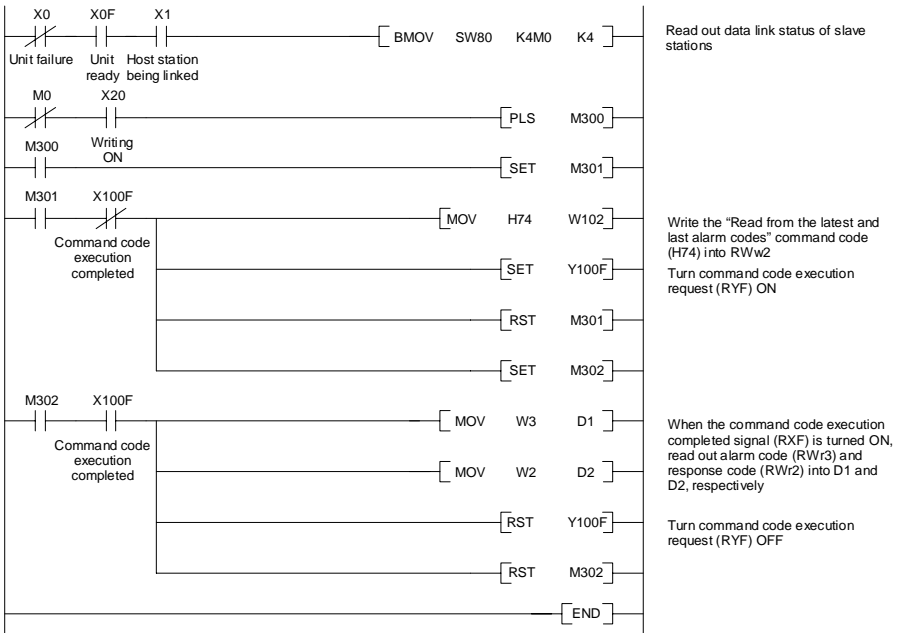 X0 X0F X1
BMOV SW80 K4M0 K4
Read out data link status of slave
stations
Unit failure Unit Host station
ready being linked
M0 X20
PLS M300
M300 Writing
ON
SET M301
M301 X100F
MOV H74 W102
Write the “Read from the latest and
last alarm codes” command code
(H74) into RWw2
Command code
execution
completed
SET Y100F
Turn command code execution
request (RYF) ON
RST M301
SET M302
M302 X100F
MOV W3 D1
When the command code execution
completed signal (RXF) is turned ON,
read out alarm code (RWr3) and
response code (RWr2) into D1 and
D2, respectively
Command code
execution
completed
MOV W2 D2
RST Y100F
Turn command code execution
request (RYF) OFF
RST M302
END